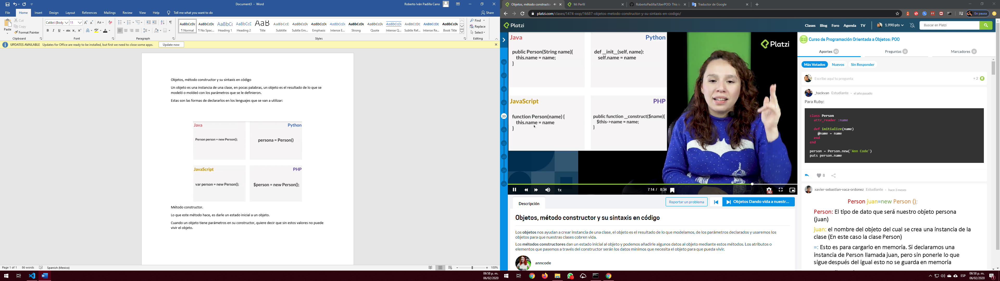 Document3 - Word
Roberto Iván Padilla Cano
File Home Insert Design Layout References Mailings Review View Help Tell me what you want to do
Share
Paste
Cut
Copy
Format Painter
Clipboard
Calibri (Body 11
Font
Paragraph
AaBbCcDc AaBbCcDc AaBbCc AaBbCcE AaB AaBbCcD AaBbCcDc AaBbCcDc AaBbCcDc AaBbCcDc AaBbCcDc AaBbCcDc AABBCCDC AABBCCDC AaBbCcDc
¶ Normal ¶ No Spac... Heading 1 Heading 2 Title Subtitle Subtle Em... Emphasis Intense E... Strong Quote Intense Q... Subtle Ref... Intense Re... Book Title
Styles
Find
Replace
Select
Editing
UPDATES AVAILABLE Updates for Office are ready to be installed, but first we need to close some apps. Update now
Objetos, método constructor y su sintaxis en código
Un objeto es una instancia de una clase, en pocas palabras, un objeto es el resultado de lo que se
modeló o moldeó con los parámetros que se le definieron.
Estas son las formas de declararlos en los lenguajes que se van a utilizar:
Java
Person person = new Person();
Python
persona = Person()
JavaScript
var person = new Person();
PHP
$person = new Person();
Método constructor.
Lo que este método hace, es darle un estado inicial a un objeto.
Cuando un objeto tiene parámetros en su constructor, quiere decir que sin estos valores no puede
vivir el objeto.
Page 1 of 1 86 words Spanish (Mexico)
100%
06:58 p. m.
06/02/2020
Objetos, método constructor
Mi Perfil
RobertoPadilla/UberPOO: This is
Traductor de Google
platzi.com/clases/1474-oop/16687-objetos-metodo-constructor-y-su-sintaxis-en-codigo/
En pausa
Platzi
Clases Blog Foro Agenda TV
1.990 pts
Buscar en Platzi
16
17
18
19
20
21
22
23
24
25
Java
public Person(String name){
this.name = name;
}
Python
def __init__(self, name):
self.name = name
JavaScript
function Person(name) {
this.name = name
}
PHP
public function __construct($name){
$this->name = name;
}
Platzi
1x
7:14 / 8:34
HD
Descripción
Reportar un problema
Objetos Dando vida a nuestr...
Objetos, método constructor y su sintaxis en código
Los objetos nos ayudan a crear instancia de una clase, el objeto es el resultado de lo que modelamos, de los parámetros declarados y usaremos los
objetos para que nuestras clases cobren vida.
Los métodos constructores dan un estado inicial al objeto y podemos añadirle algunos datos al objeto mediante estos métodos. Los atributos o
elementos que pasemos a través del constructor serán los datos mínimos que necesita el objeto para que pueda vivir.
anncode
Curso de Programación Orientada a Objetos: POO
Aportes 45 Preguntas 0 Marcadores 0
Más Votados Nuevos Sin Responder
Escribe aquí tu pregunta
+ 2
_hackvan Estudiante · el año pasado
Para Ruby:
class Person
attr_reader :name
def initialize(name)
@name = name
end
end
person = Person.new('Ann Code')
puts person.name
8
xavier-sebastian-vaca-ordonez Estudiante · hace 3 meses
Person juan=new Person ();
Person: El tipo de dato que será nuestro objeto persona
(juan)
juan: el nombre del objeto del cual se crea una instancia de la
clase (En este caso la clase Person)
=: Esto es para cargarlo en memoria. Si declaramos una
instancia de Person llamada juan, pero sin ponerle lo que
sigue después del igual esto no se guarda en memoria
13
ESP
06:58 p. m.
06/02/2020